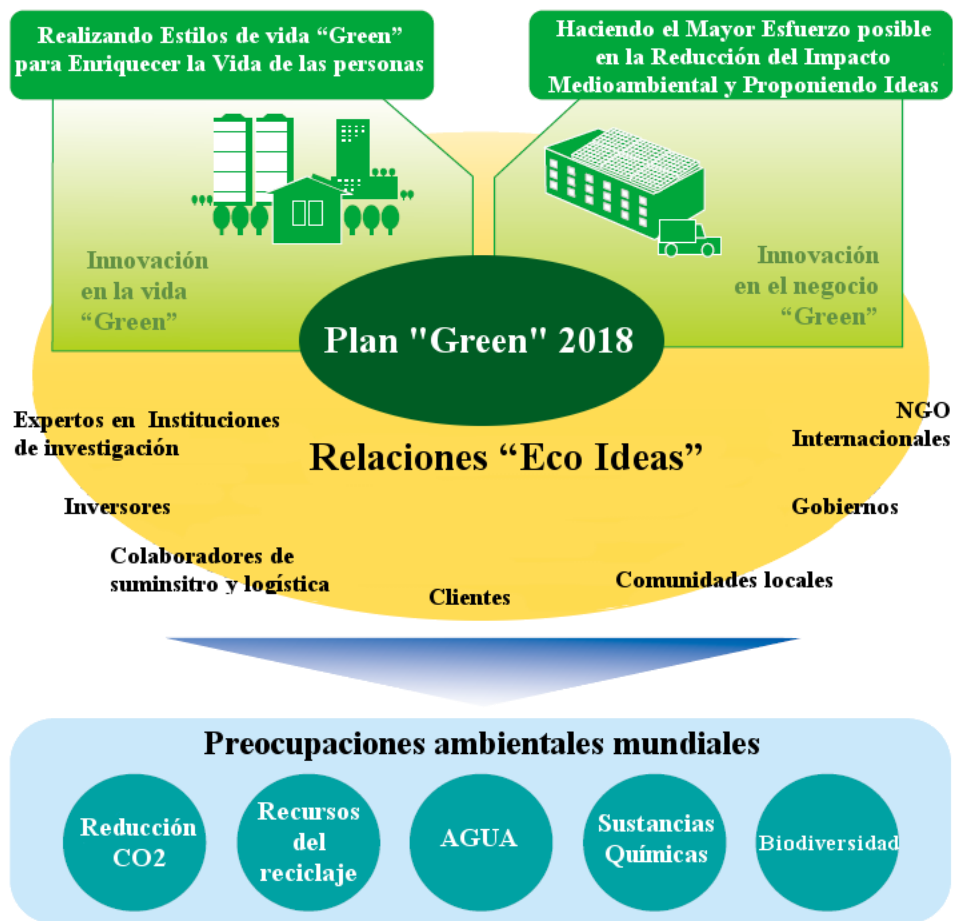 Realizando Estilos de vida “Green”
para Enriquecer la Vida de las personas
Haciendo el Mayor Esfuerzo posible
en la Reducción del Impacto
Medioambiental y Proponiendo Ideas
Innovación
en la vida
“Green”
Innovación
en el negocio
“Green”
Plan "Green" 2018
Expertos en Instituciones
de investigación
NGO
Internacionales
Relaciones “Eco Ideas”
Inversores
Gobiernos
Colaboradores de
suminsitro y logística
Clientes
Comunidades locales
Preocupaciones ambientales mundiales
Reducción
CO2
Recursos
del
reciclaje
AGUA
Sustancias
Químicas
Biodiversidad